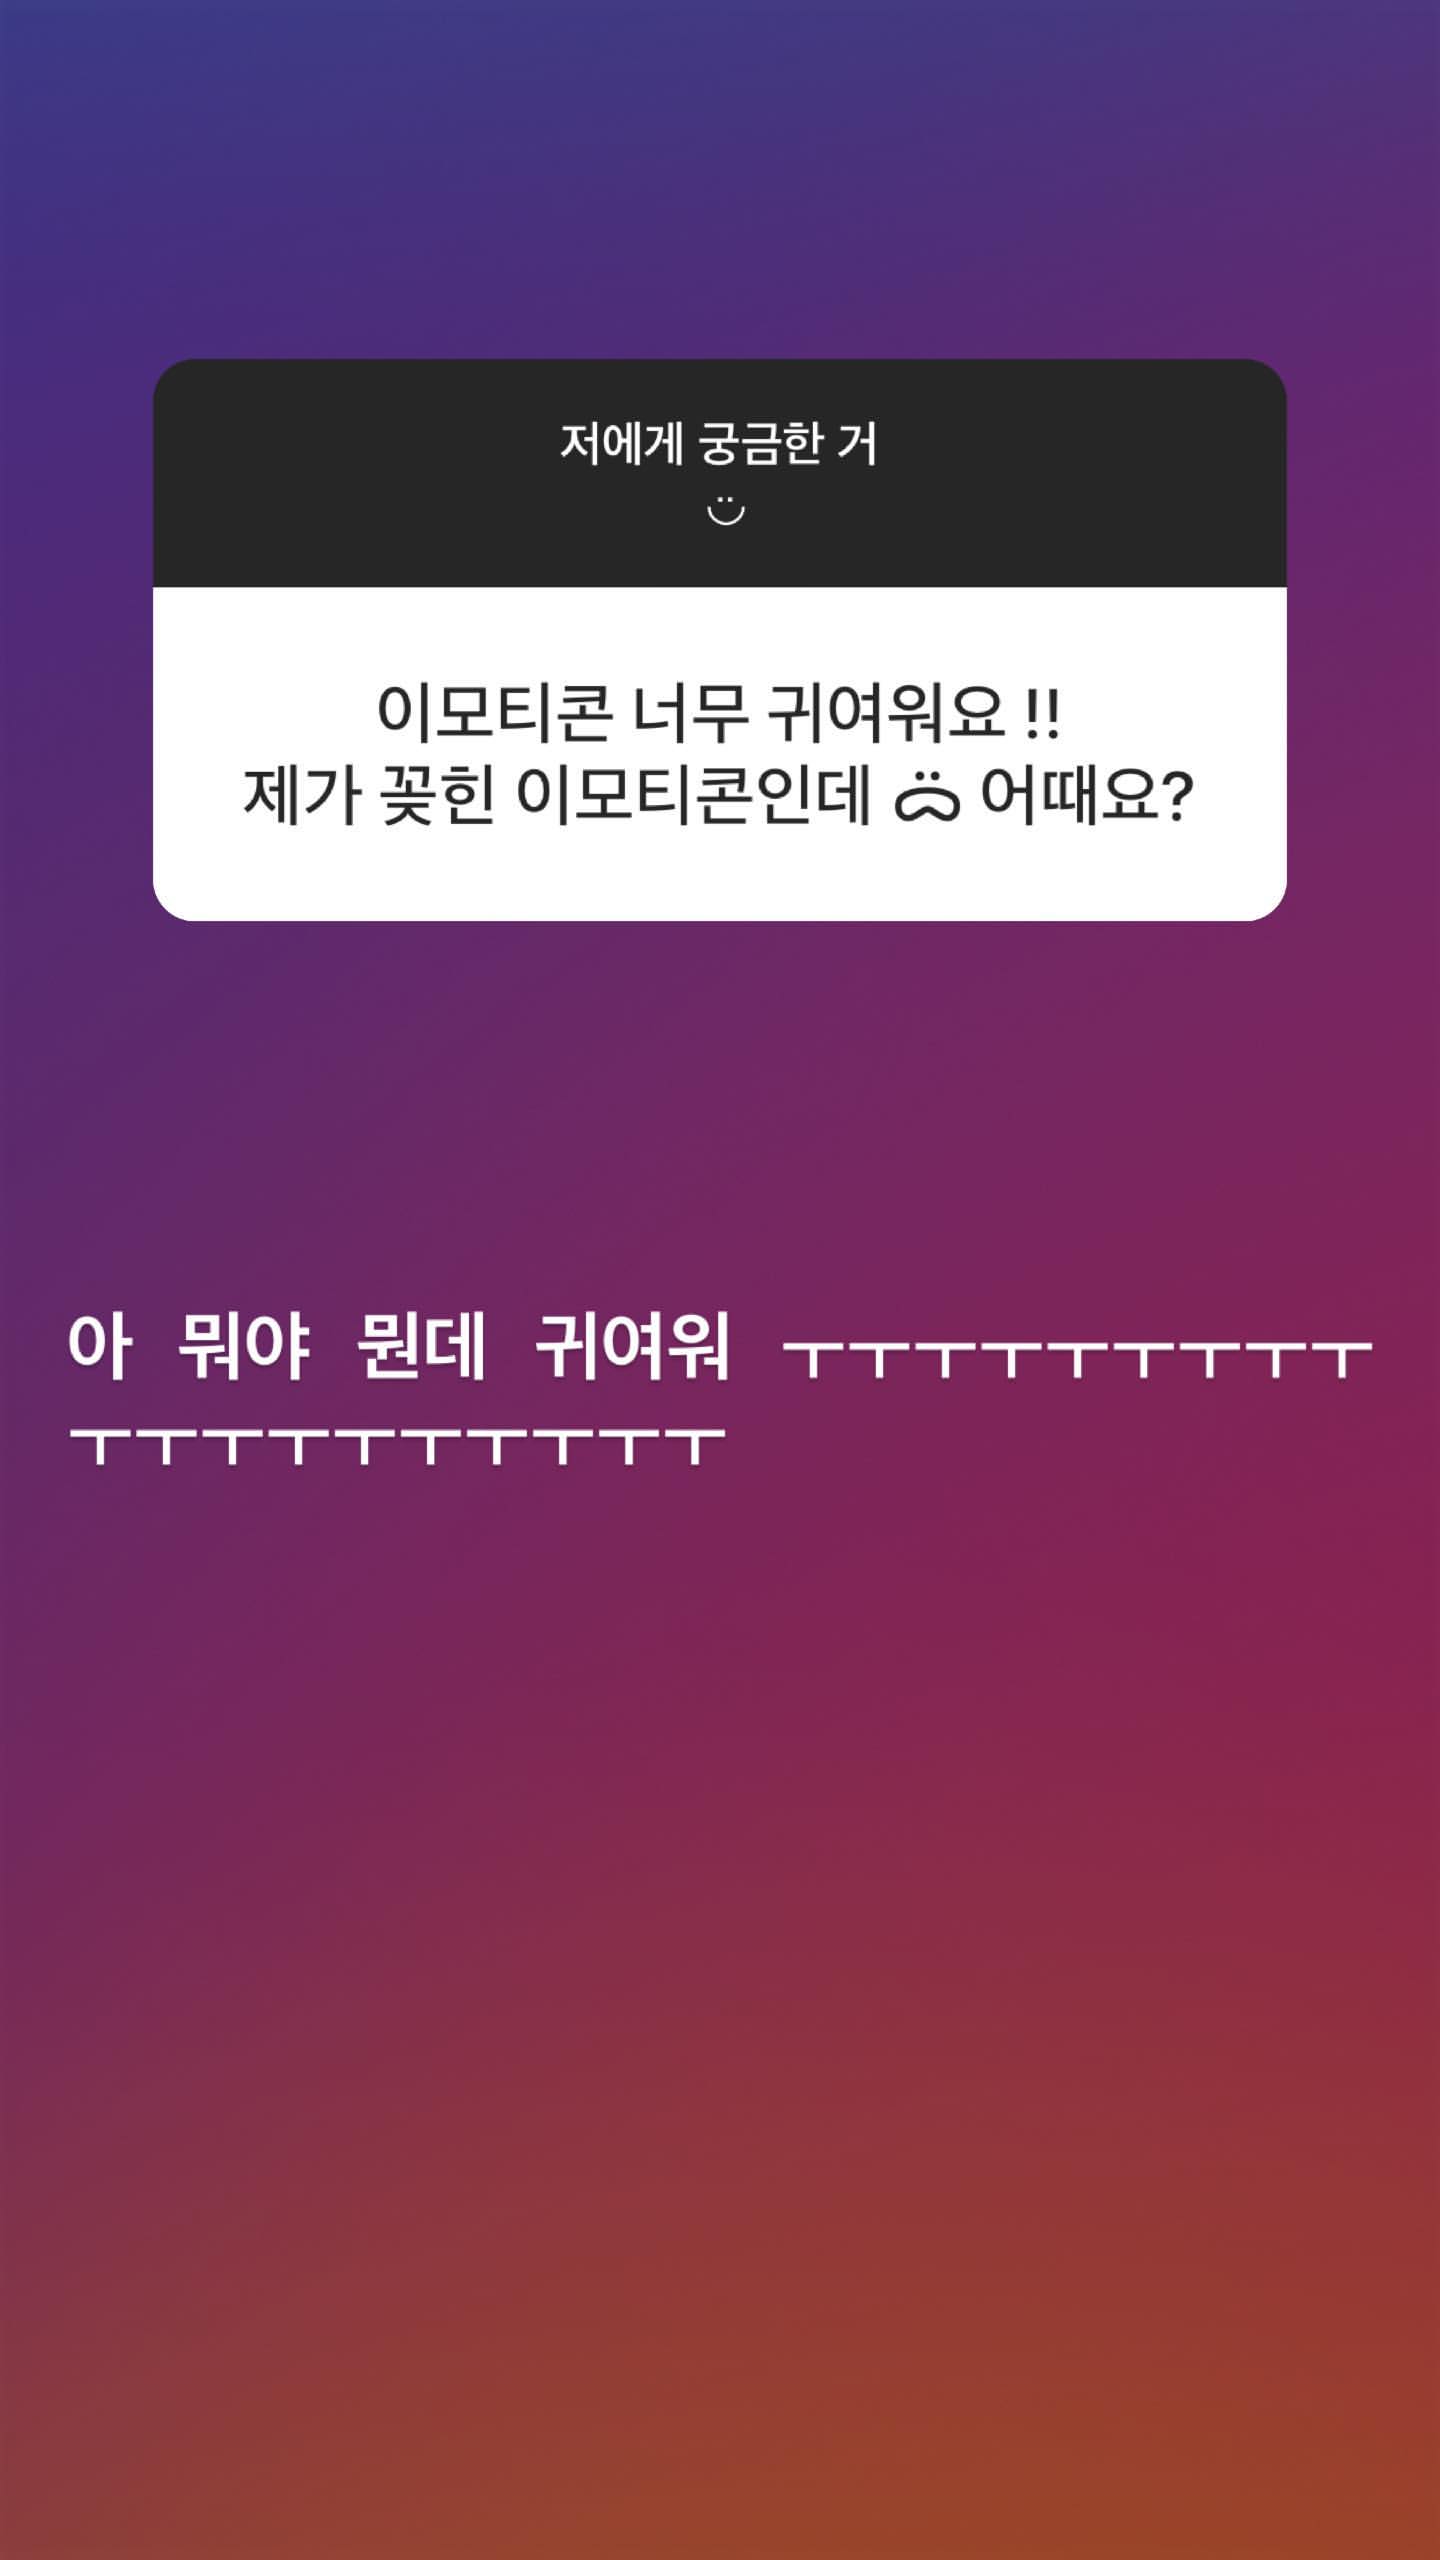 저에게 궁금한 거
ᵕ̈
이모티콘 너무 귀여워요 !!
제가 꽂힌 이모티콘인데 ᯅ̈ 어때요?
아 뭐야 뭔데 귀여워 ㅜㅜㅜㅜㅜㅜㅜㅜㅜ
ㅜㅜㅜㅜㅜㅜㅜㅜㅜㅜ